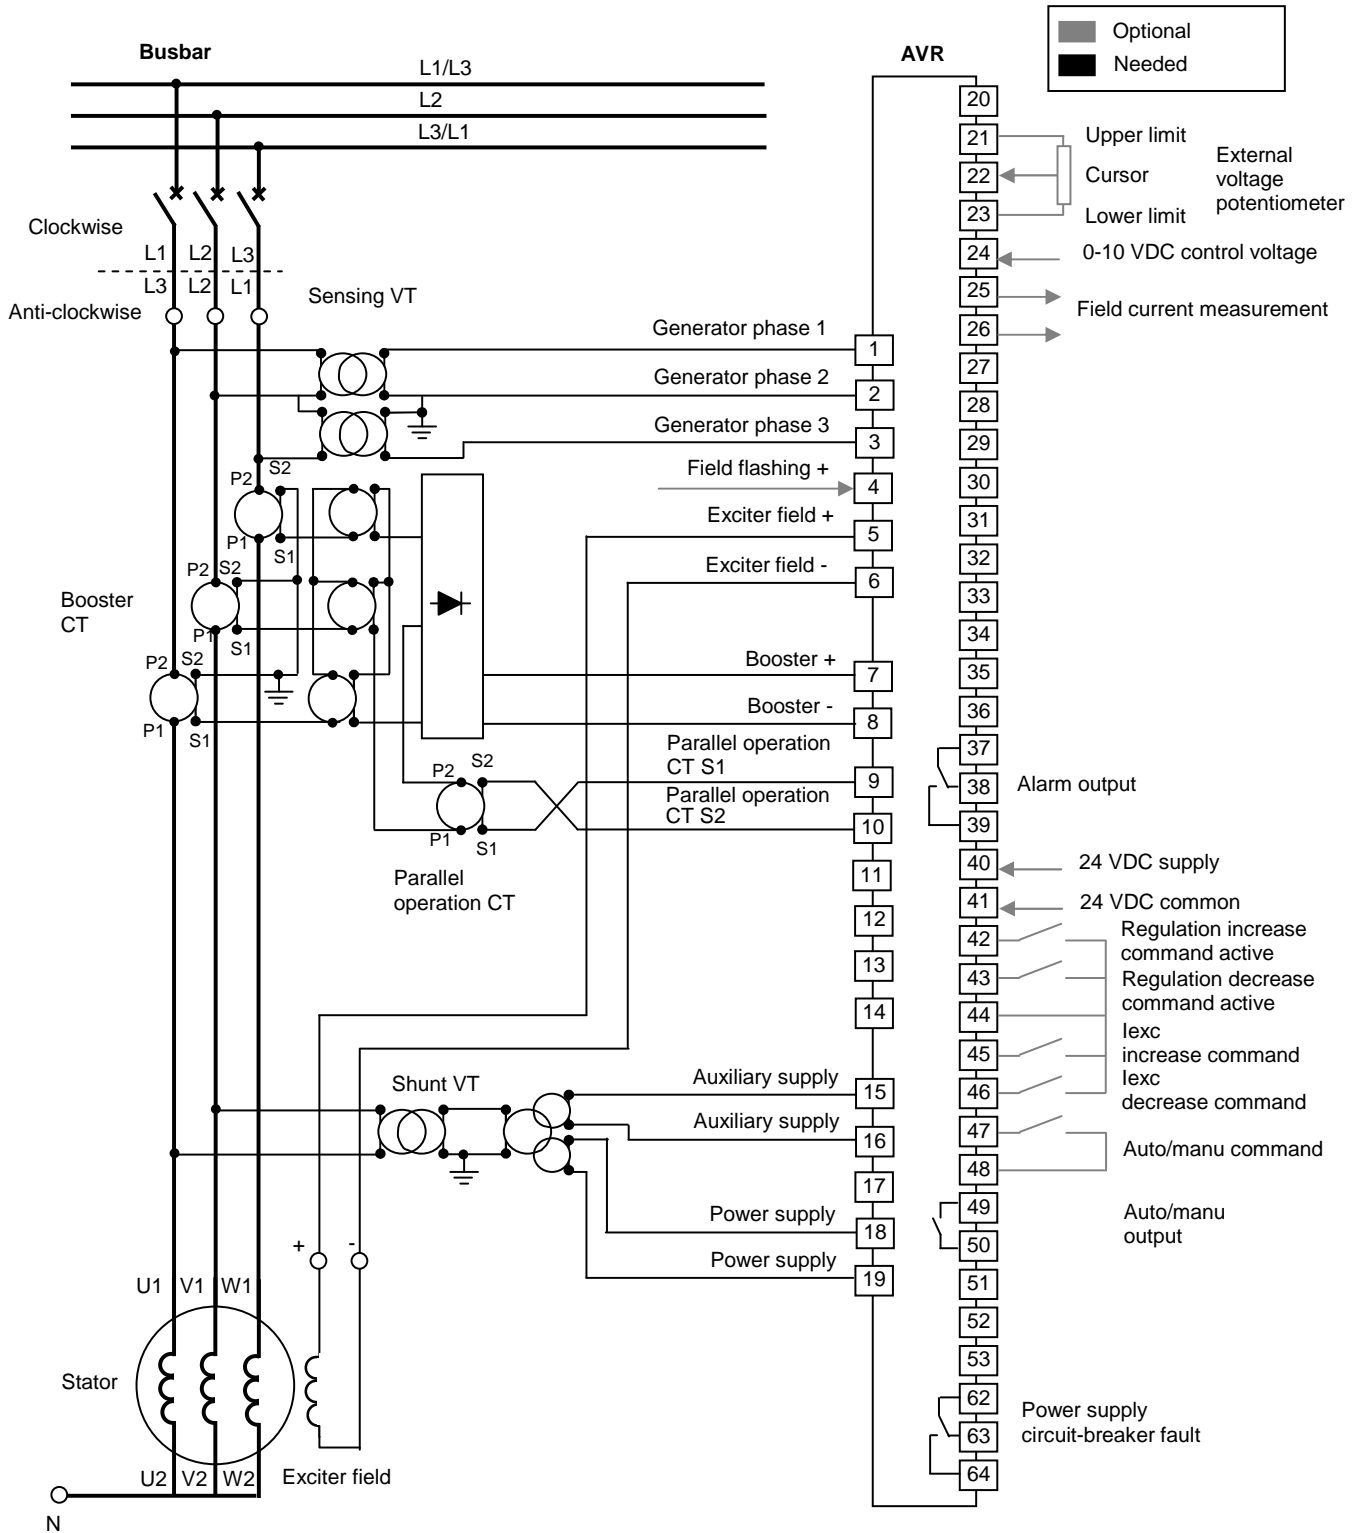 Optional
Needed
Busbar
AVR
L1/L3
L2
L3/L1
Clockwise
L1
L2
L3
L3
L2
L1
Anti-clockwise
Sensing VT
Generator phase 1
Generator phase 2
Generator phase 3
Field flashing +
Exciter field +
Exciter field -
Booster +
Booster -
Parallel operation
CT S1
Parallel operation
CT S2
Auxiliary supply
Auxiliary supply
Power supply
Power supply
1
2
3
4
5
6
7
8
9
10
11
12
13
14
15
16
17
18
19
P2
S2
P1
S1
P2
S2
P1
S1
P2
S2
P1
S1
Booster
CT
P2
S2
P1
S1
Parallel
operation CT
Shunt VT
+
-
U1
V1
W1
Stator
U2
V2
W2
Exciter field
N
20
21
22
23
24
25
26
27
28
29
30
31
32
33
34
35
36
37
38
39
40
41
42
43
44
45
46
47
48
49
50
51
52
53
62
63
64
Upper limit
Cursor
Lower limit
External
voltage
potentiometer
0-10 VDC control voltage
Field current measurement
Alarm output
24 VDC supply
24 VDC common
Regulation increase
command active
Regulation decrease
command active
Iexc
increase command
Iexc
decrease command
Auto/manu command
Auto/manu
output
Power supply
circuit-breaker fault